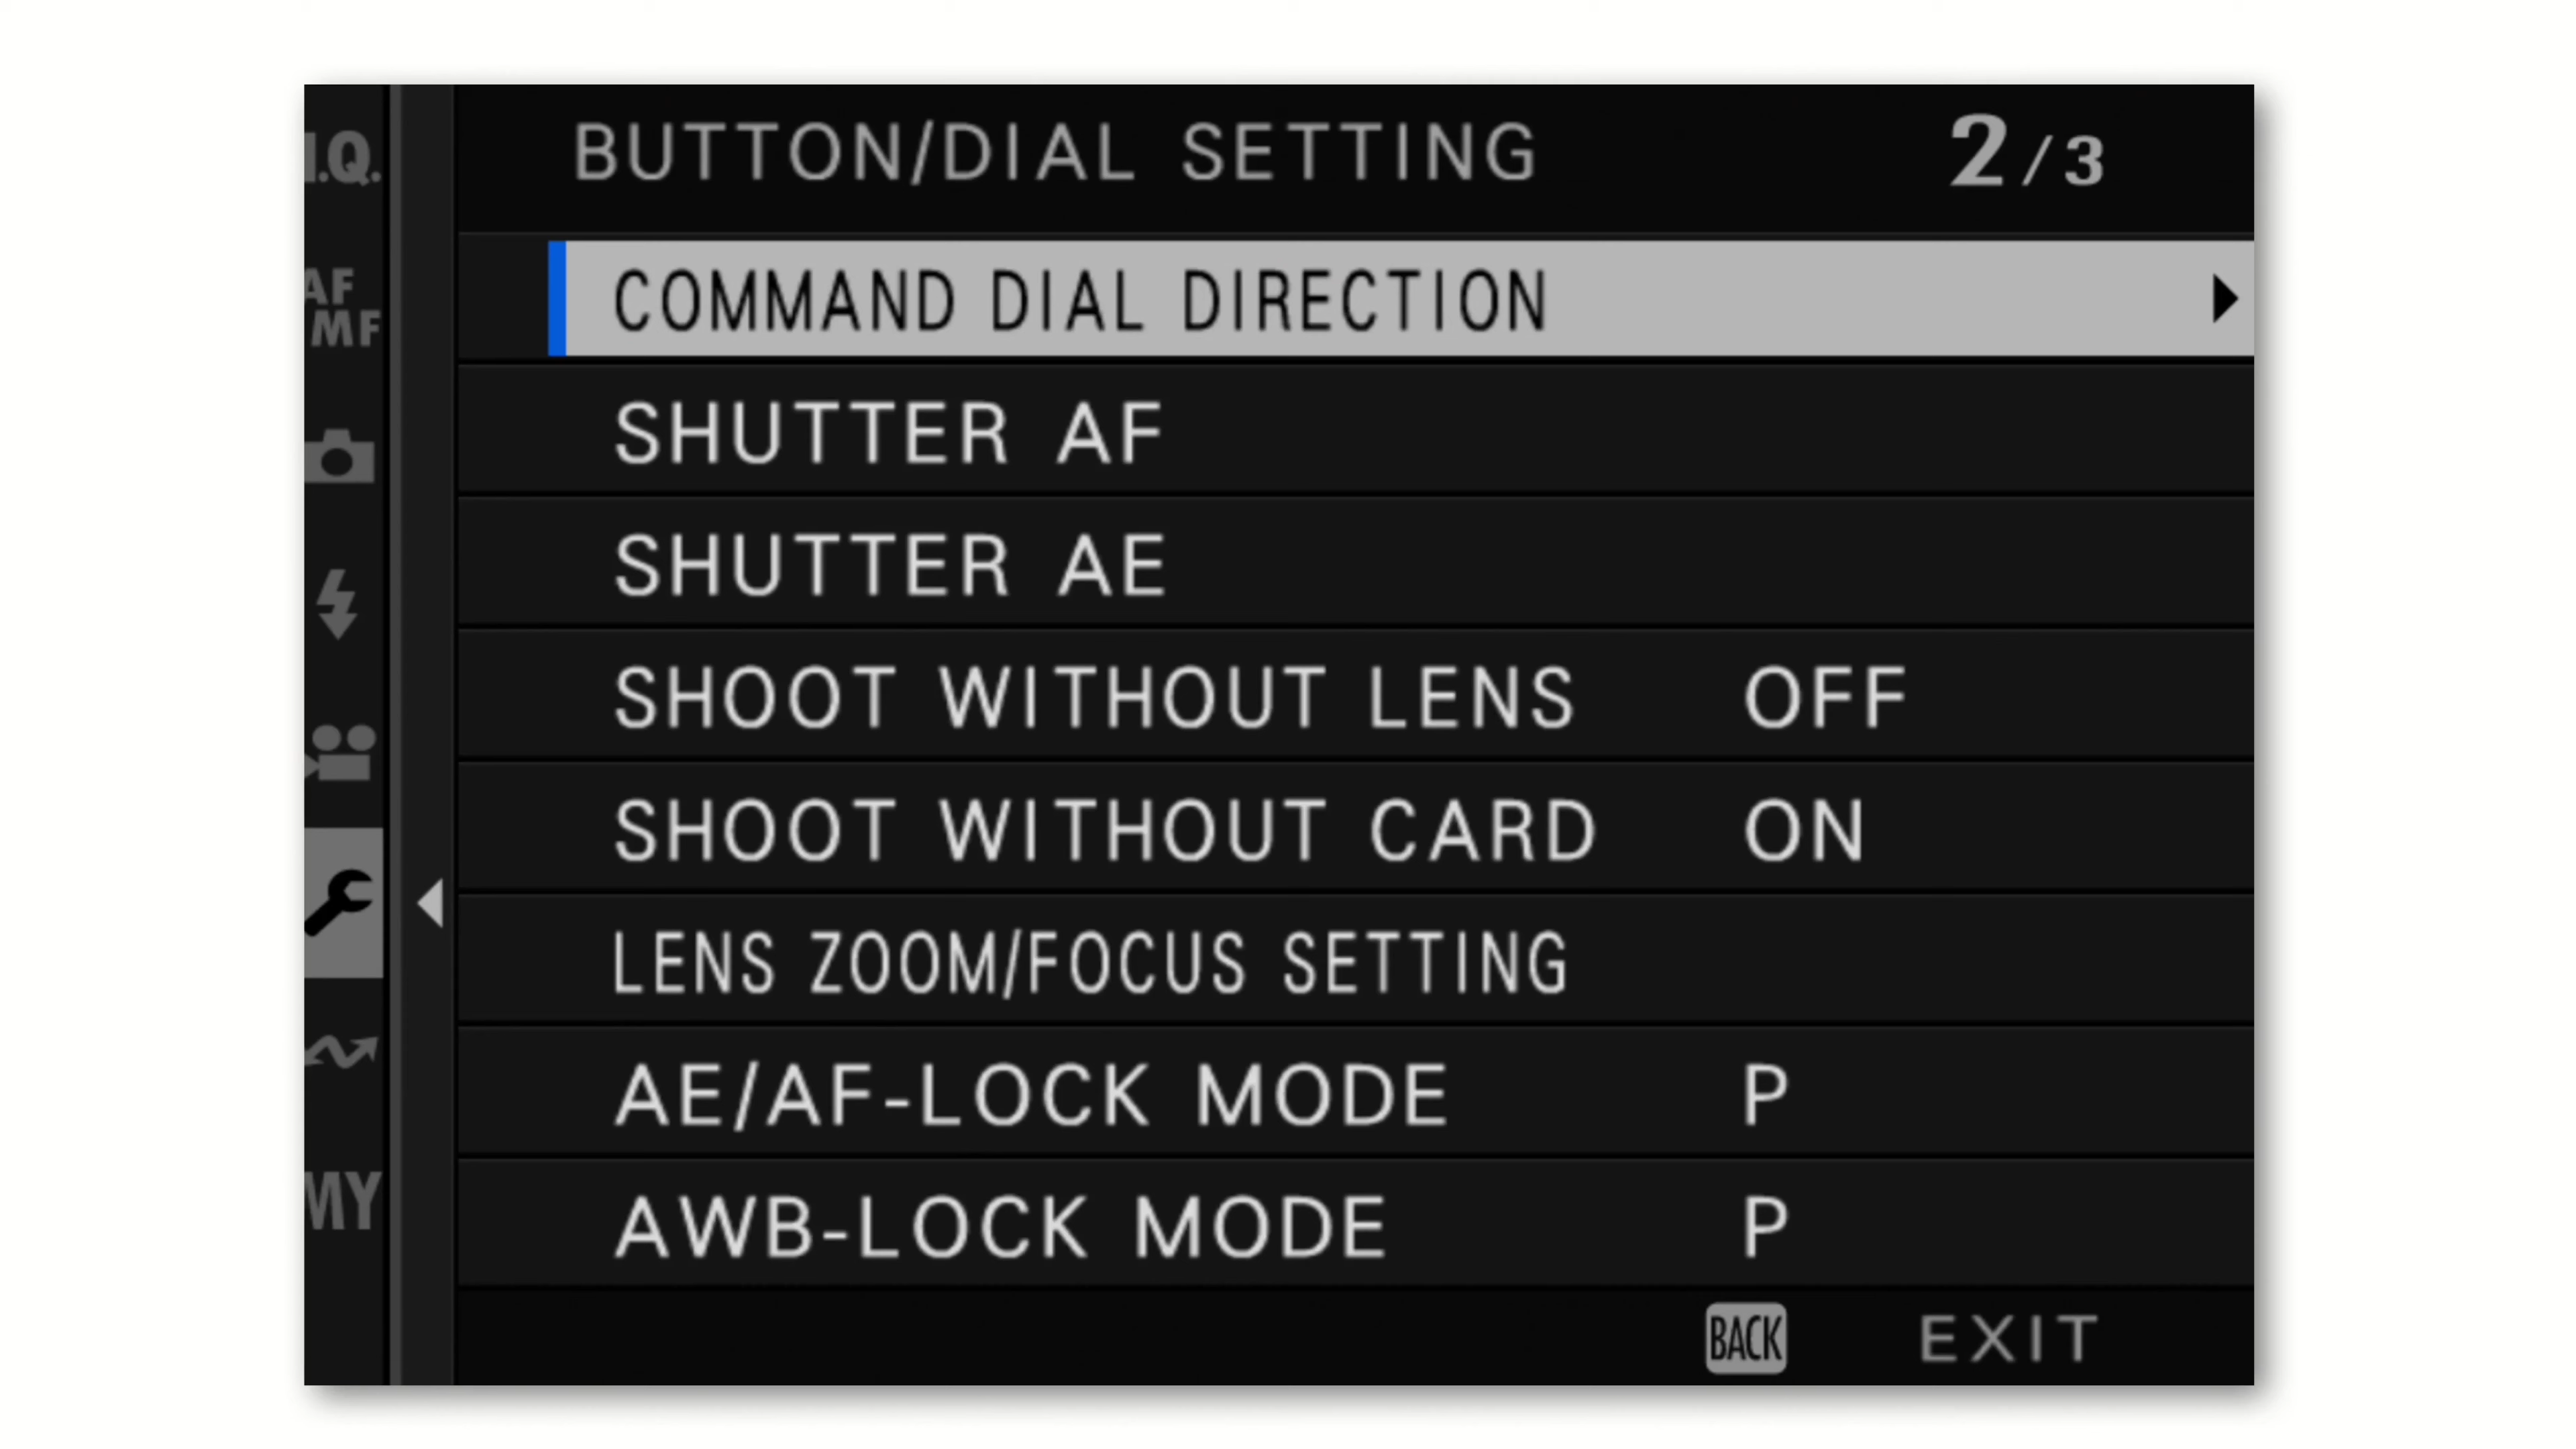 BUTTON/DIAL SETTING 2/3
I.Q.
COMMAND DIAL DIRECTION
AF
MF
SHUTTER AF
SHUTTER AE
SHOOT WITHOUT LENS OFF
SHOOT WITHOUT CARD ON
LENS ZOOM/FOCUS SETTING
AE/AF-LOCK MODE P
AWB-LOCK MODE P
MY
BACK EXIT